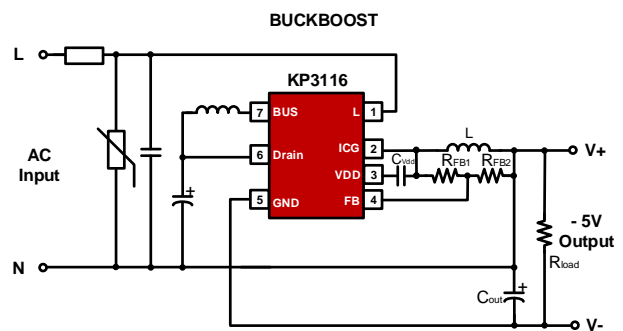 BUCKBOOST
L
KP3116
7 BUS L 1
AC
Input
ICG 2
6 Drain
VDD 3
5 GND
FB 4
CVdd
L
RFB1 RFB2
V+
- 5V
Output
Rload
N
Cout +
V-
+